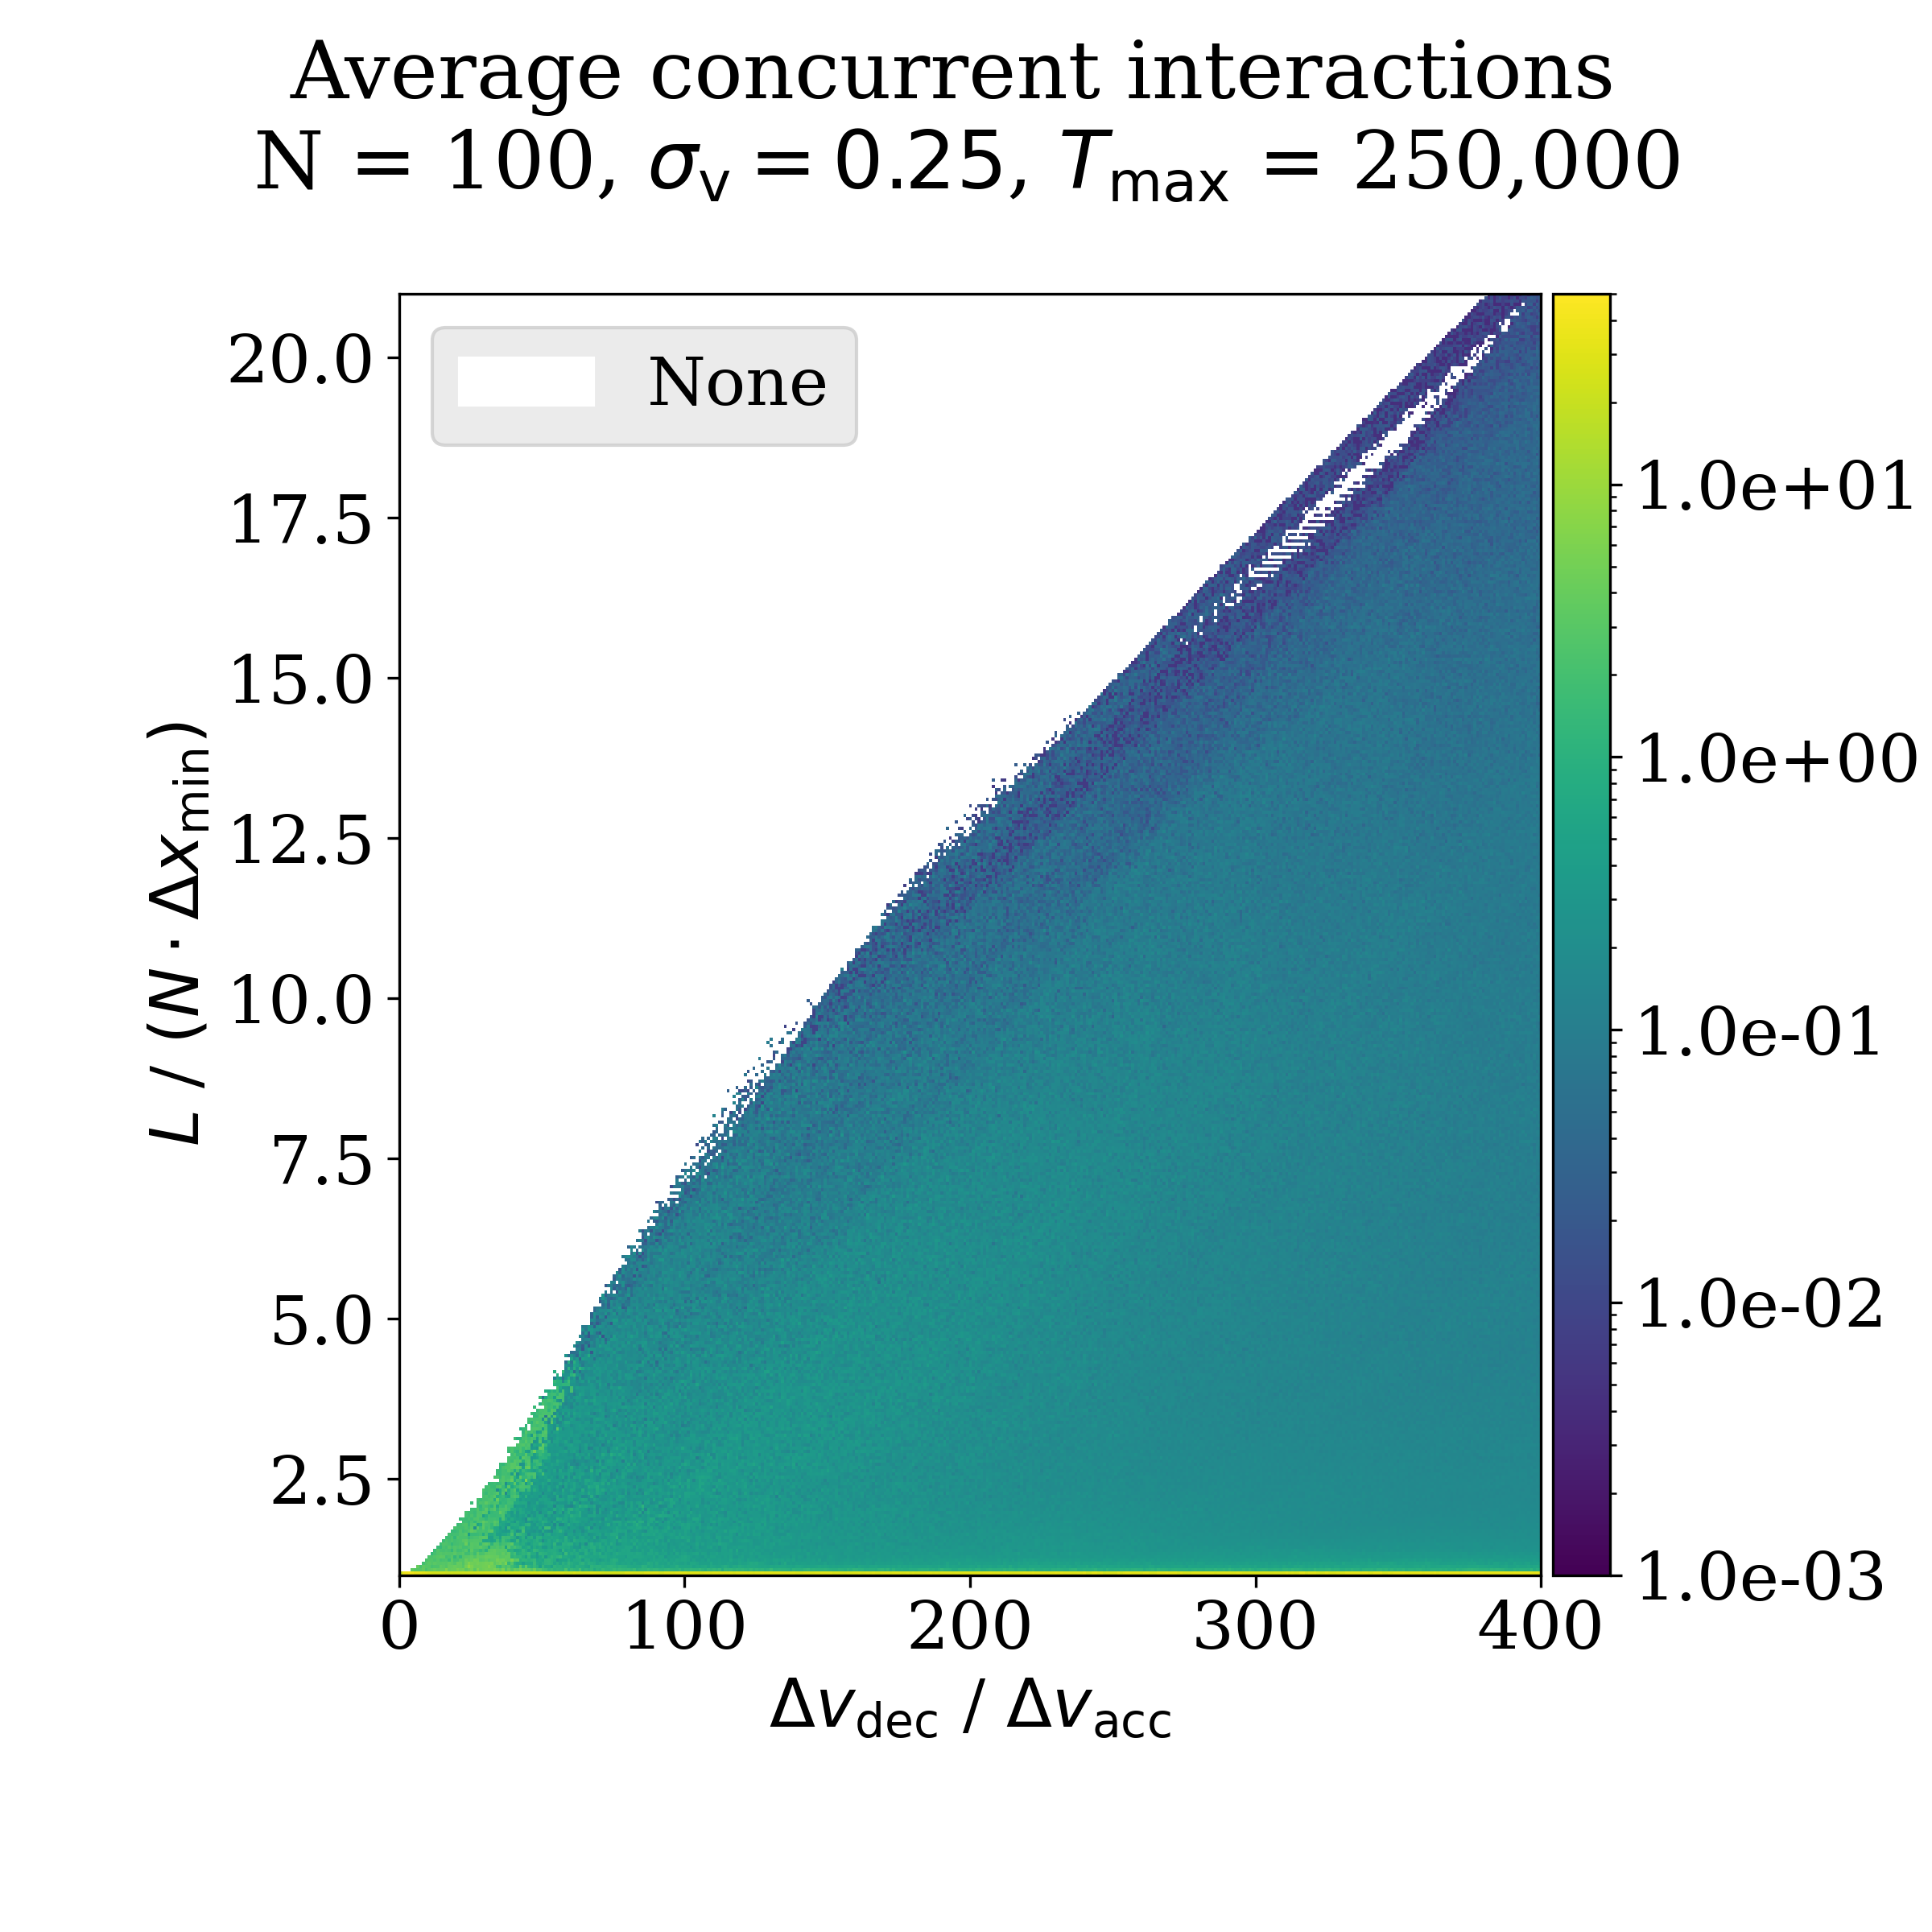 Average concurrent interactions
N = 100, σv = 0.25, Tmax = 250,000
None
20.0
17.5
15.0
12.5
10.0
7.5
5.0
2.5
L / (N · Δxmin)
0 100 200 300 400
Δvdec / Δvacc
1.0e+01
1.0e+00
1.0e-01
1.0e-02
1.0e-03